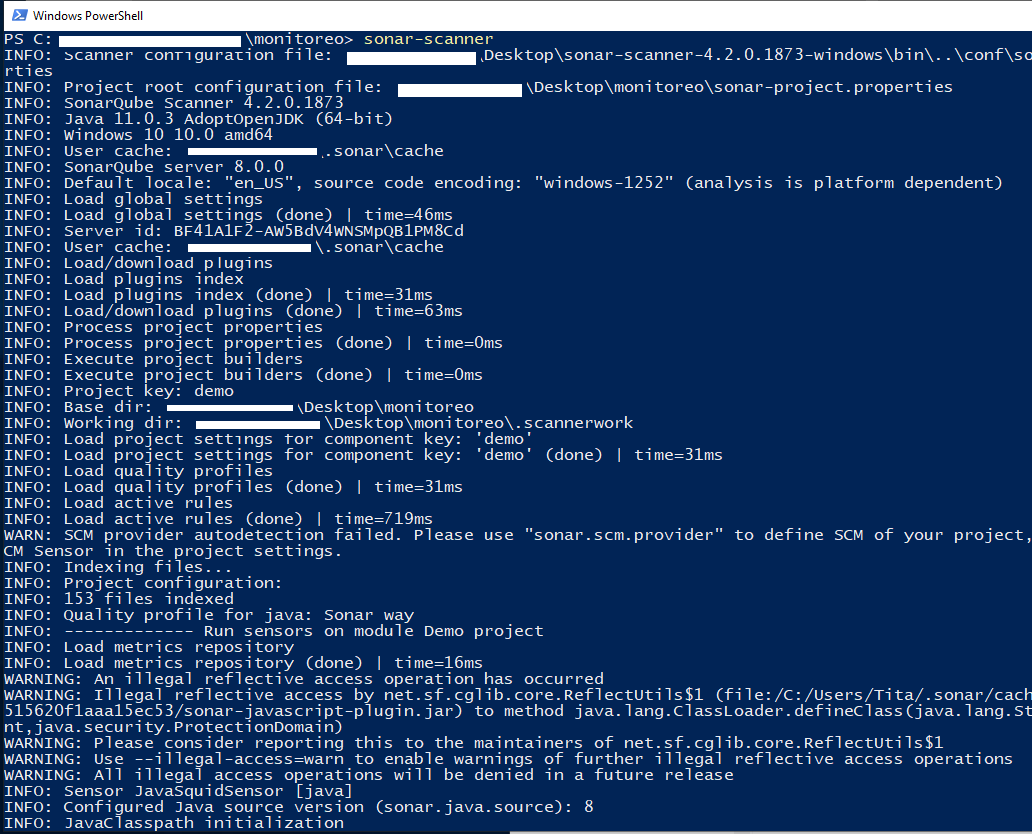 Windows PowerShell
PS C: \monitoreo> sonar-scanner
INFO: Scanner configuration file: \Desktop\sonar-scanner-4.2.0.1873-windows\bin\..\conf\so
rties
INFO: Project root configuration file: \Desktop\monitoreo\sonar-project.properties
INFO: SonarQube Scanner 4.2.0.1873
INFO: Java 11.0.3 AdoptOpenJDK (64-bit)
INFO: Windows 10 10.0 amd64
INFO: User cache: .sonar\cache
INFO: SonarQube server 8.0.0
INFO: Default locale: "en_US", source code encoding: "windows-1252" (analysis is platform dependent)
INFO: Load global settings
INFO: Load global settings (done) | time=46ms
INFO: Server id: BF41A1F2-AW5BdV4WNSMpQB1PM8Cd
INFO: User cache: \.sonar\cache
INFO: Load/download plugins
INFO: Load plugins index
INFO: Load plugins index (done) | time=31ms
INFO: Load/download plugins (done) | time=63ms
INFO: Process project properties
INFO: Process project properties (done) | time=0ms
INFO: Execute project builders
INFO: Execute project builders (done) | time=0ms
INFO: Project key: demo
INFO: Base dir: \Desktop\monitoreo
INFO: Working dir: \Desktop\monitoreo\.scannerwork
INFO: Load project settings for component key: 'demo'
INFO: Load project settings for component key: 'demo' (done) | time=31ms
INFO: Load quality profiles
INFO: Load quality profiles (done) | time=31ms
INFO: Load active rules
INFO: Load active rules (done) | time=719ms
WARN: SCM provider autodetection failed. Please use "sonar.scm.provider" to define SCM of your project,
CM Sensor in the project settings.
INFO: Indexing files...
INFO: Project configuration:
INFO: 153 files indexed
INFO: Quality profile for java: Sonar way
INFO: ------------- Run sensors on module Demo project
INFO: Load metrics repository
INFO: Load metrics repository (done) | time=16ms
WARNING: An illegal reflective access operation has occurred
WARNING: Illegal reflective access by net.sf.cglib.core.ReflectUtils$1 (file:/C:/Users/Tita/.sonar/cach
515620f1aaa15ec53/sonar-javascript-plugin.jar) to method java.lang.ClassLoader.defineClass(java.lang.St
nt,java.security.ProtectionDomain)
WARNING: Please consider reporting this to the maintainers of net.sf.cglib.core.ReflectUtils$1
WARNING: Use --illegal-access=warn to enable warnings of further illegal reflective access operations
WARNING: All illegal access operations will be denied in a future release
INFO: Sensor JavaSquidSensor [java]
INFO: Configured Java source version (sonar.java.source): 8
INFO: JavaClasspath initialization